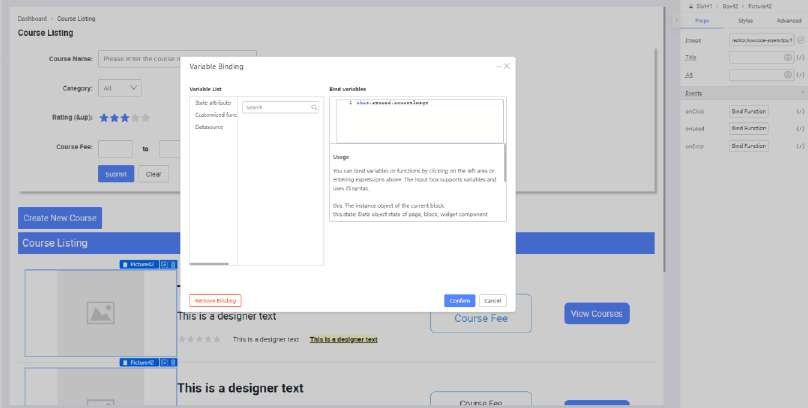 Dashboard > Course Listing
Course Listing
Course Name:
Please enter the course n
Category:
All
Rating (&up):
Course Fee:
to
Submit
Clear
Create New Course
Course Listing
Picture42
This is a designer text
This is a designer text
This is a designer text
Course Fee
View Courses
Picture42
This is a designer text
Course Fee
Variable Binding
Variable List
State attribute
Customized func
Datasource
Search
Bind variables
1
Usage
You can bind variables or functions by clicking on the left area or
entering expressions above. The input box supports variables and
uses JS syntax.
this: The instance object of the current block.
this.state: Date object state of page, block, widget component
Remove Binding
Confirm
Cancel
Picture42
Props
Styles
Advanced
Image
Title
Alt
Events
onClick
Bind Function
onLoad
Bind Function
onError
Bind Function